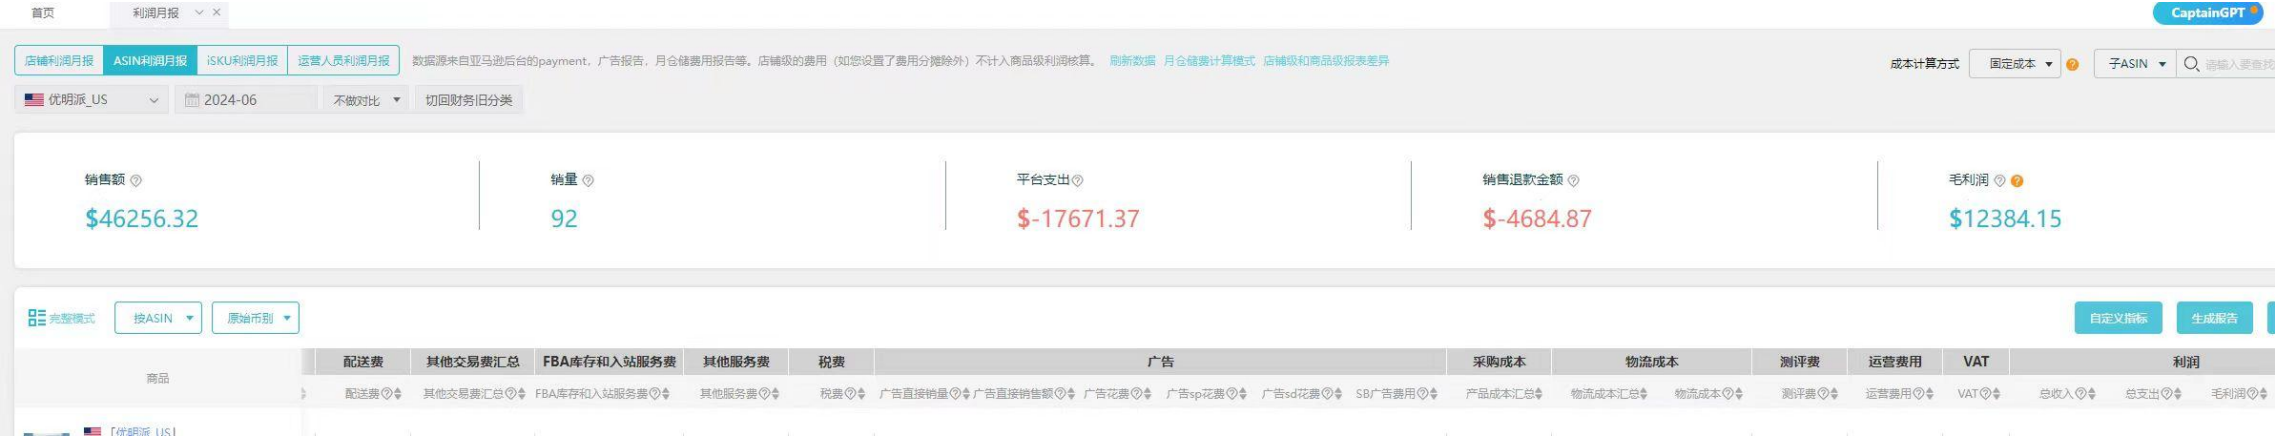 首页 利润月报
CaptainGPT
店铺利润月报 ASIN利润月报 iSKU利润月报 运营人员利润月报 数据源来自亚马逊后台的payment，广告报告，月仓储费用报告等。店铺级的费用（如您设置了费用分摊除外）不计入商品级利润核算。 刷新数据 月仓储费计算模式 店铺级和商品级报表差异 成本计算方式 固定成本 子ASIN 请输入要查找
优明派_US 2024-06 不做对比 切回财务旧分类
销售额 销量 平台支出 销售退款金额 毛利润
$46256.32 92 $-17671.37 $-4684.87 $12384.15
完整模式 按ASIN 原始币别 自定义指标 生成报告
商品 配送费 其他交易费汇总 FBA库存和入站服务费 其他服务费 税费 广告 采购成本 物流成本 测评费 运营费用 VAT 利润
配送费 其他交易费汇总 FBA库存和入站服务费 其他服务费 税费 广告直接销量 广告直接销售额 广告花费 广告sp花费 广告sd花费 SB广告费用 产品成本汇总 物流成本汇总 物流成本 测评费 运营费用 VAT 总收入 总支出 毛利润
「优明派_US」